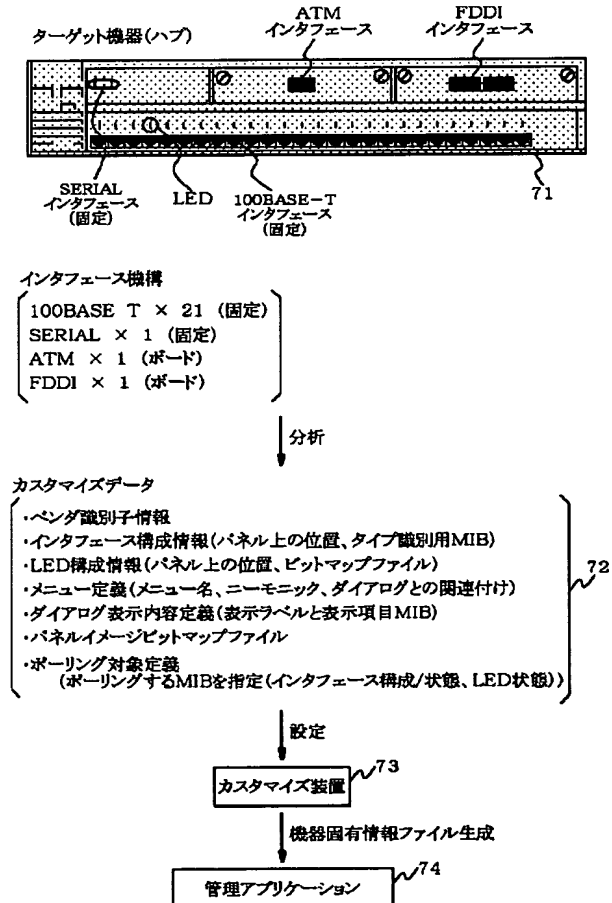 ターゲット機器(ハブ)
ATM
インタフェース
FDDI
インタフェース
SERIAL
インタフェース
(固定)
LED
100BASE-T
インタフェース
(固定)
71
インタフェース機構
100BASE T × 21 (固定)
SERIAL × 1 (固定)
ATM × 1 (ボード)
FDDI × 1 (ボード)
分析
カスタマイズデータ
・ベンダ識別子情報
・インタフェース構成情報(パネル上の位置、タイプ識別用MIB)
・LED構成情報(パネル上の位置、ビットマップファイル)
・メニュー定義(メニュー名、ニーモニック、ダイアログとの関連付け)
・ダイアログ表示内容定義(表示ラベルと表示項目MIB)
・パネルイメージビットマップファイル
・ポーリング対象定義
(ポーリングするMIBを指定(インタフェース構成/状態、LED状態))
72
設定
カスタマイズ装置
73
機器固有情報ファイル生成
管理アプリケーション
74